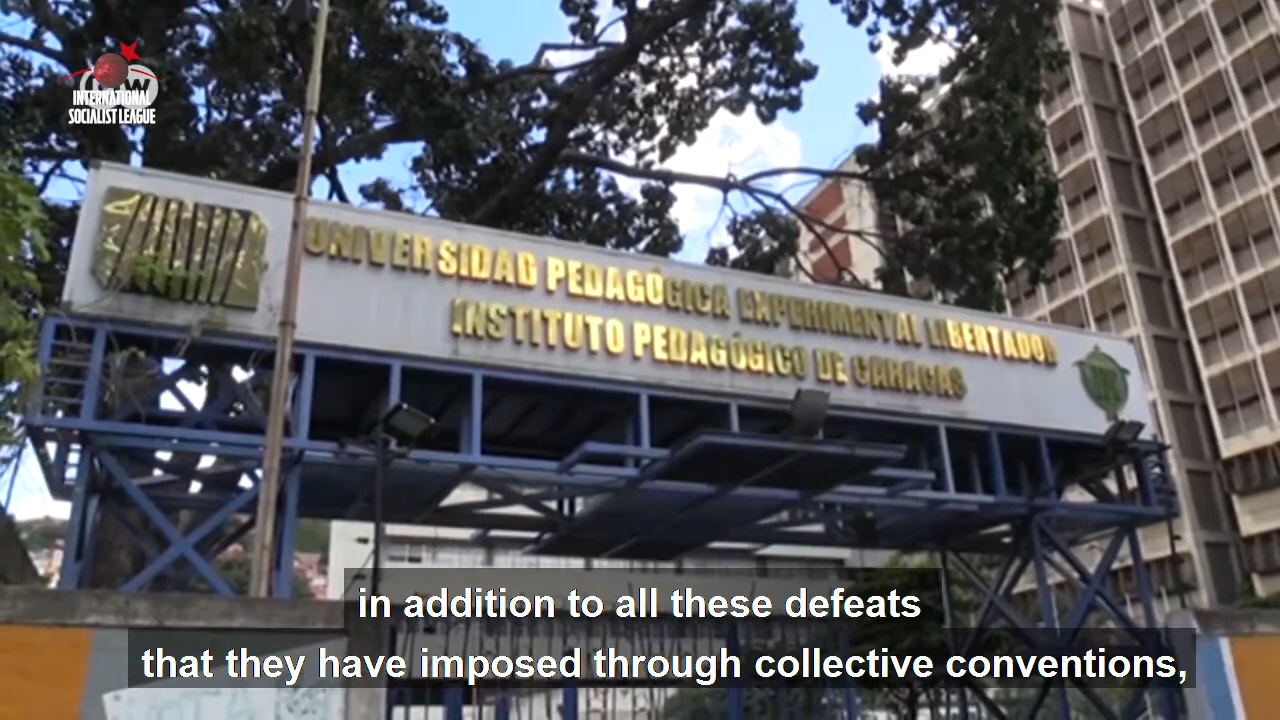 INTERNATIONAL
SOCIALIST LEAGUE
UNIVERSIDAD PEDAGÓGICA EXPERIMENTAL LIBERTADOR
INSTITUTO PEDAGÓGICO DE CARACAS
in addition to all these defeats
that they have imposed through collective conventions,